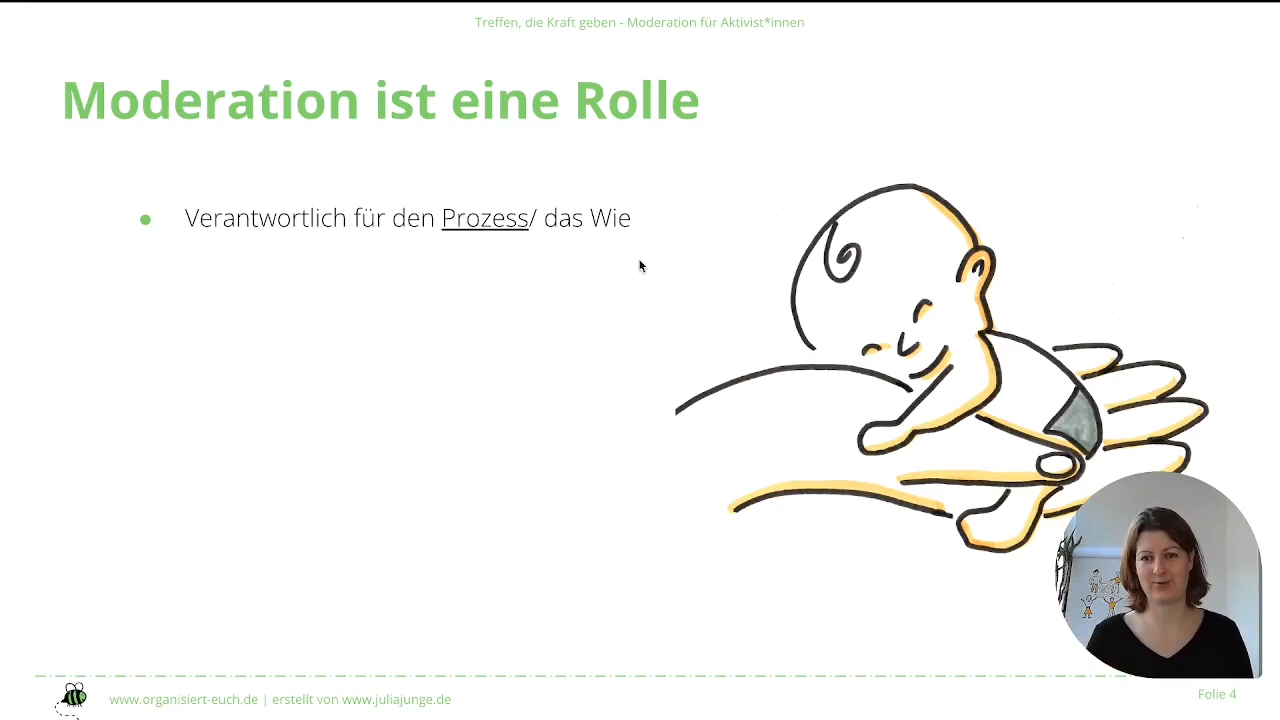 Treffen, die Kraft geben - Moderation für Aktivist*innen
Moderation ist eine Rolle
● Verantwortlich für den Prozess/ das Wie
www.organisiert-euch.de | erstellt von www.juliajunge.de
Folie 4